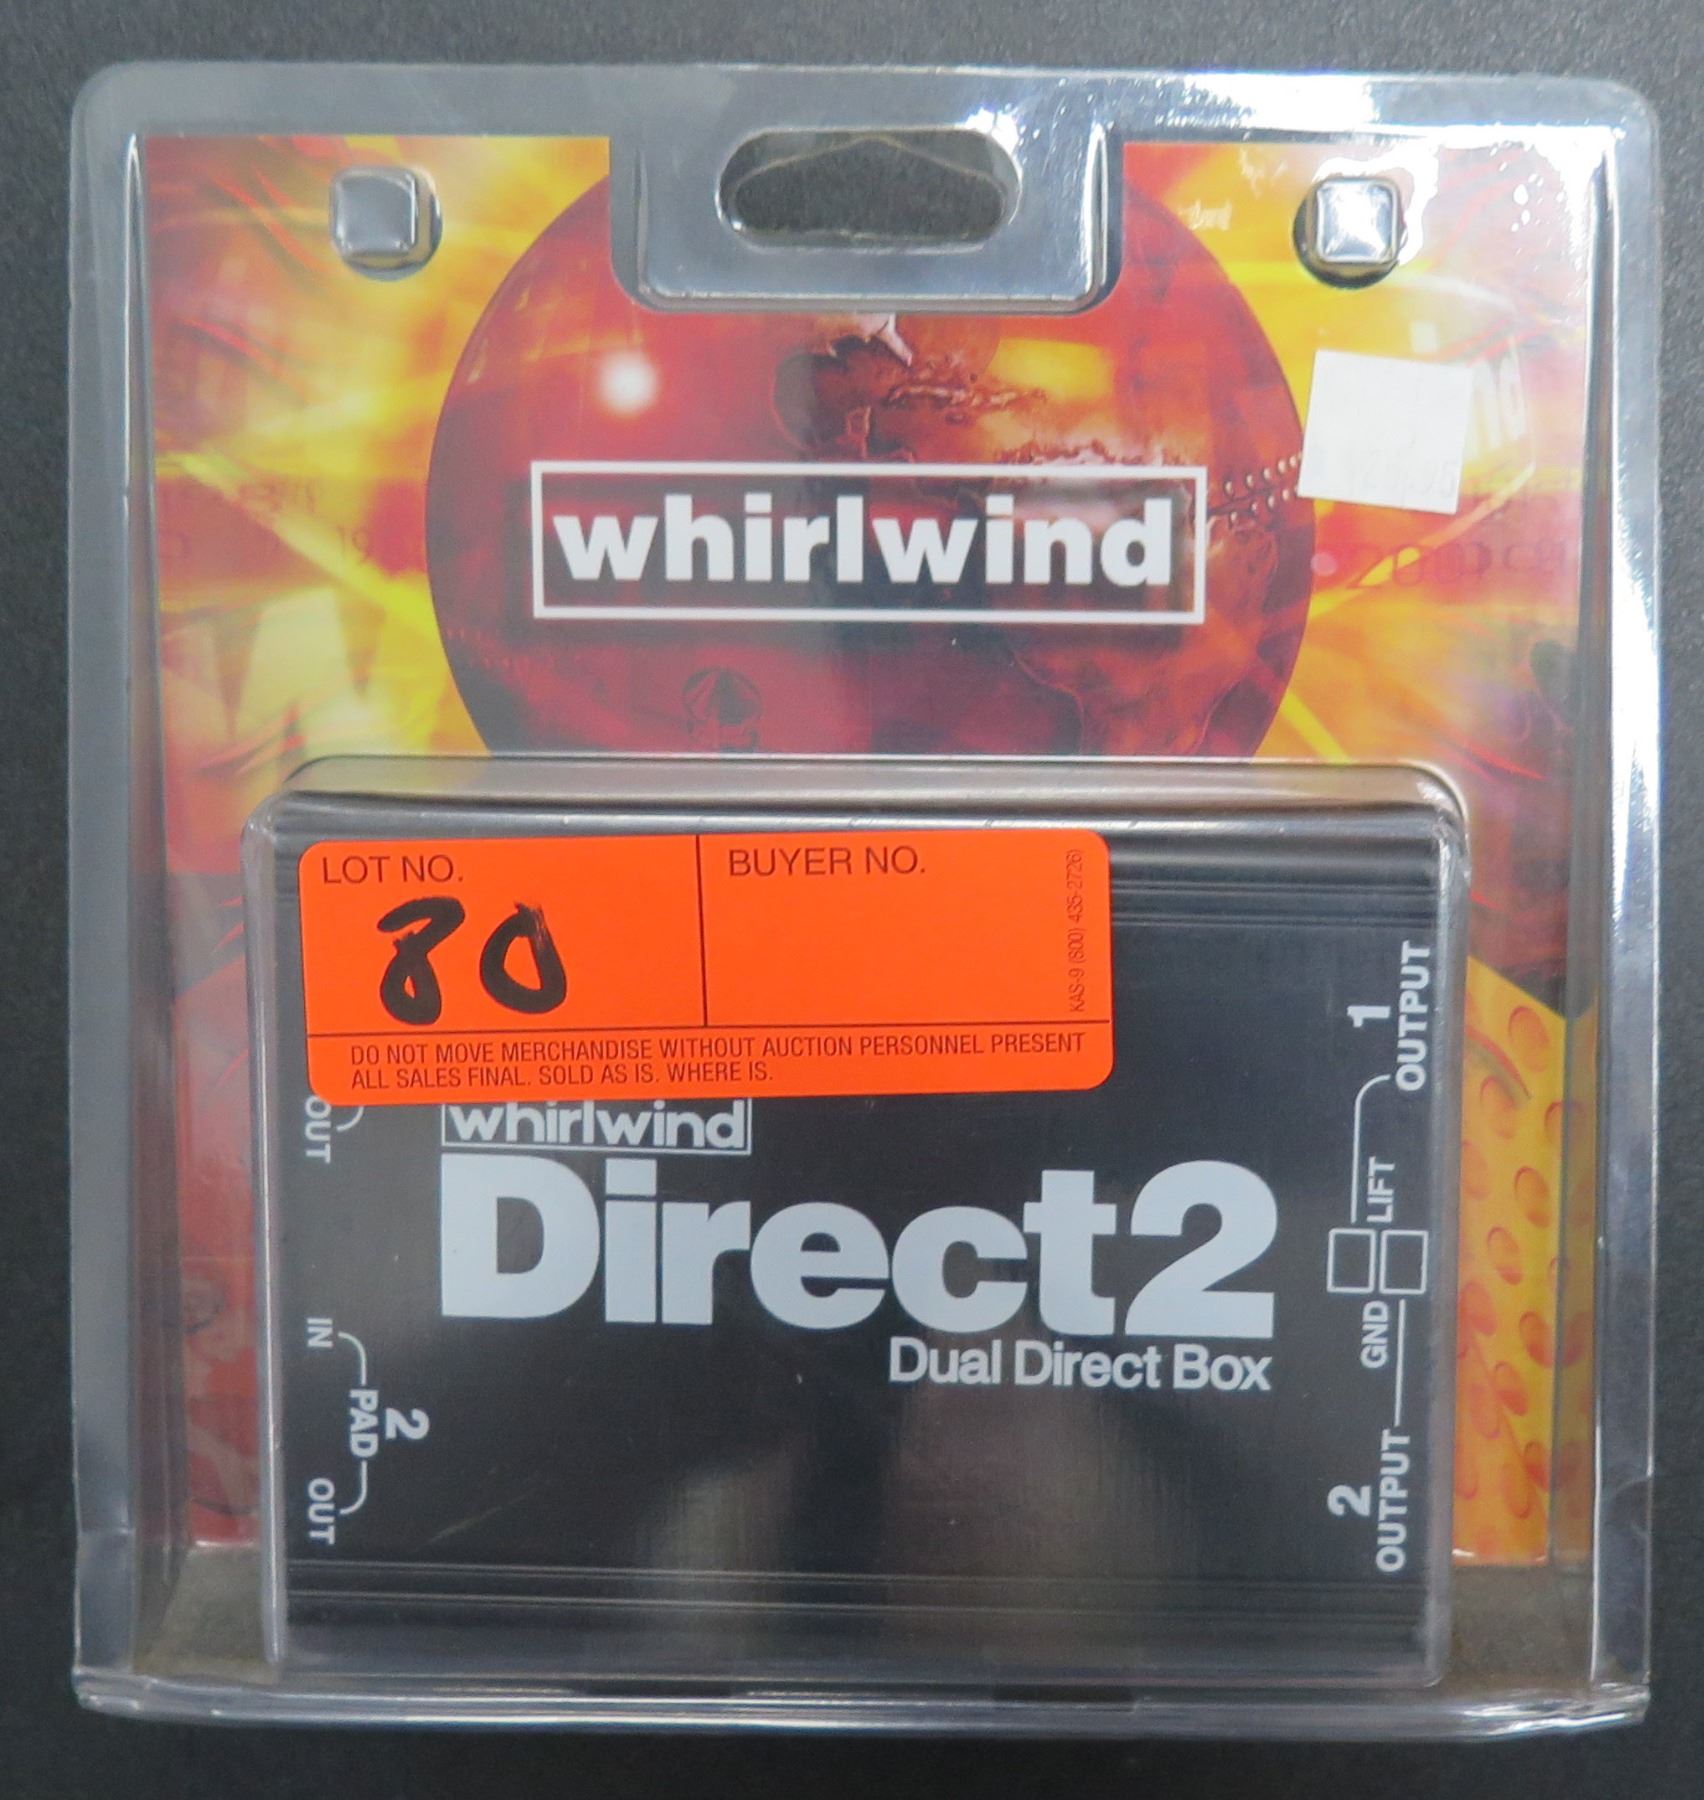 whirlwind
LOT NO.
80
BUYER NO.
KAS-9 (800) 435-2726)
DO NOT MOVE MERCHANDISE WITHOUT AUCTION PERSONNEL PRESENT
ALL SALES FINAL. SOLD AS IS. WHERE IS.
whirlwind
Direct2
Dual Direct Box
OUT
IN
PAD
2
OUT
1
OUTPUT
LIFT
GND
2
OUTPUT